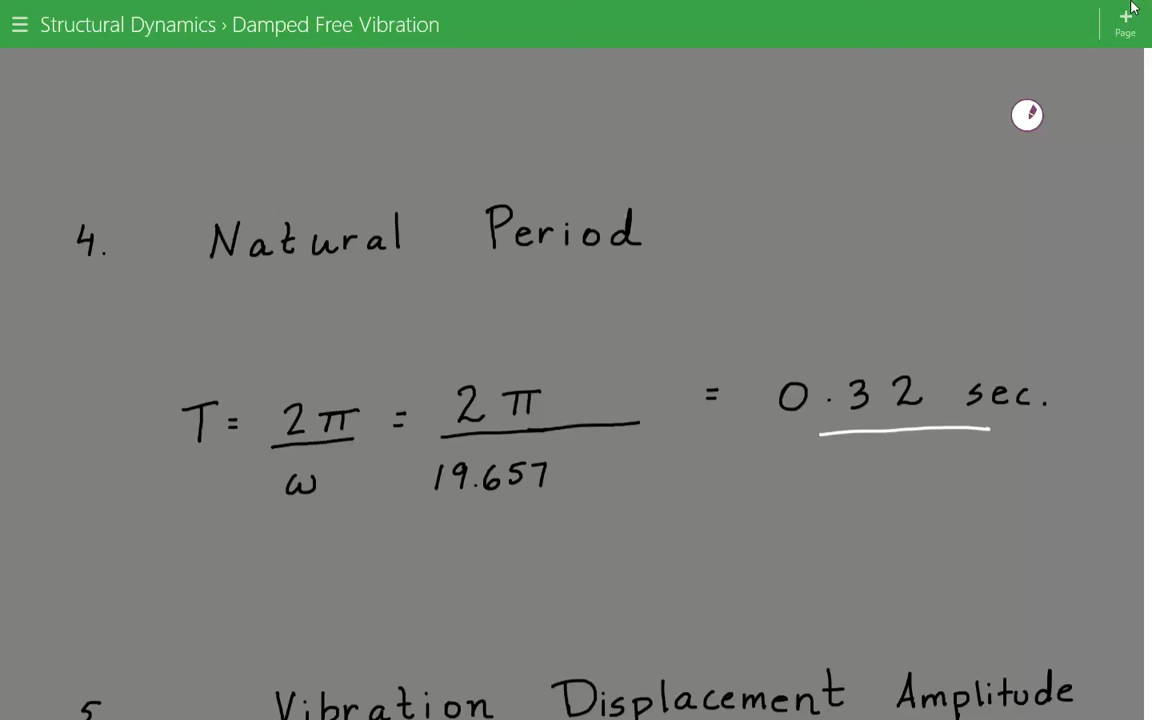 Structural Dynamics › Damped Free Vibration
Page
4. Natural Period
T = 2π / ω = 2π / 19.657 = 0.32 sec.
5 Vibration Displacement Amplitude